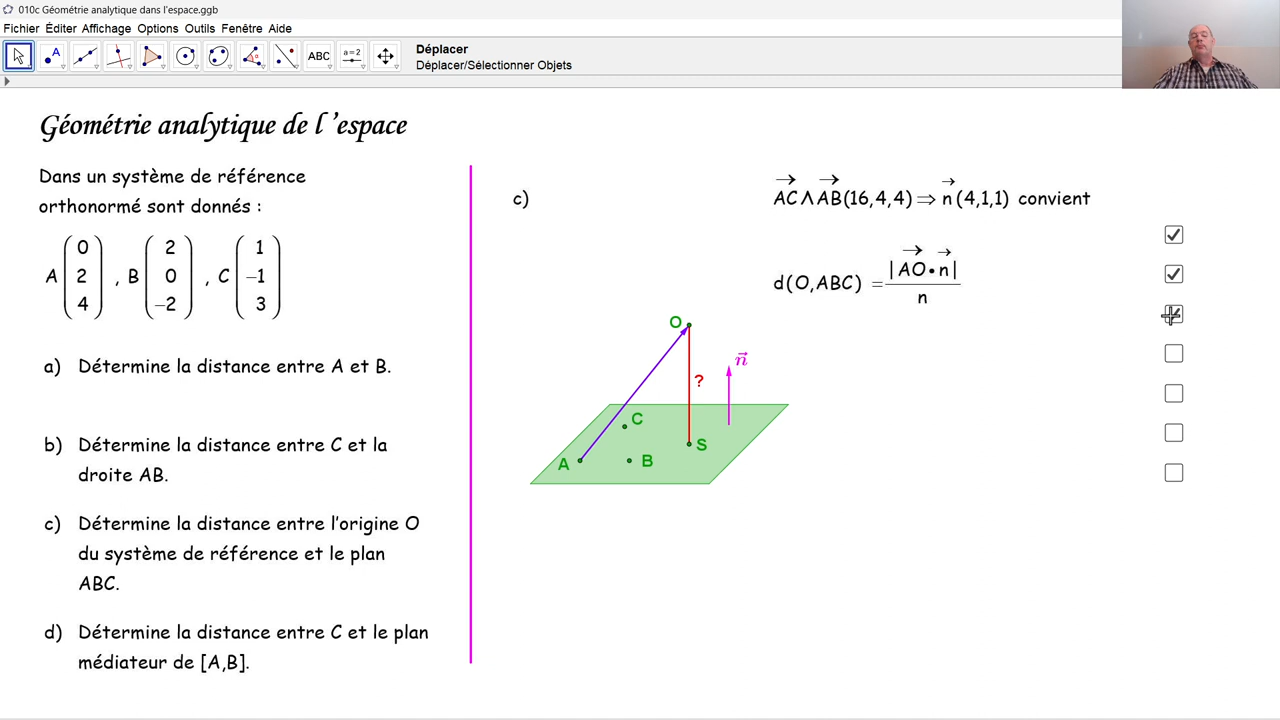 010c Géométrie analytique dans l'espace.ggb
Fichier Éditer Affichage Options Outils Fenêtre Aide
A
ABC
a=2
Déplacer
Déplacer/Sélectionner Objets
Géométrie analytique de l 'espace
Dans un système de référence
orthonormé sont donnés :
A (0 2 4) , B (2 0 −2) , C (1 −1 3)
a) Détermine la distance entre A et B.
b) Détermine la distance entre C et la
droite AB.
c) Détermine la distance entre l'origine O
du système de référence et le plan
ABC.
d) Détermine la distance entre C et le plan
médiateur de [A,B].
c)
AC∧AB(16,4,4)⇒n(4,1,1) convient
d(O,ABC) = |AO•n| / n
O
n
?
C
S
A
B